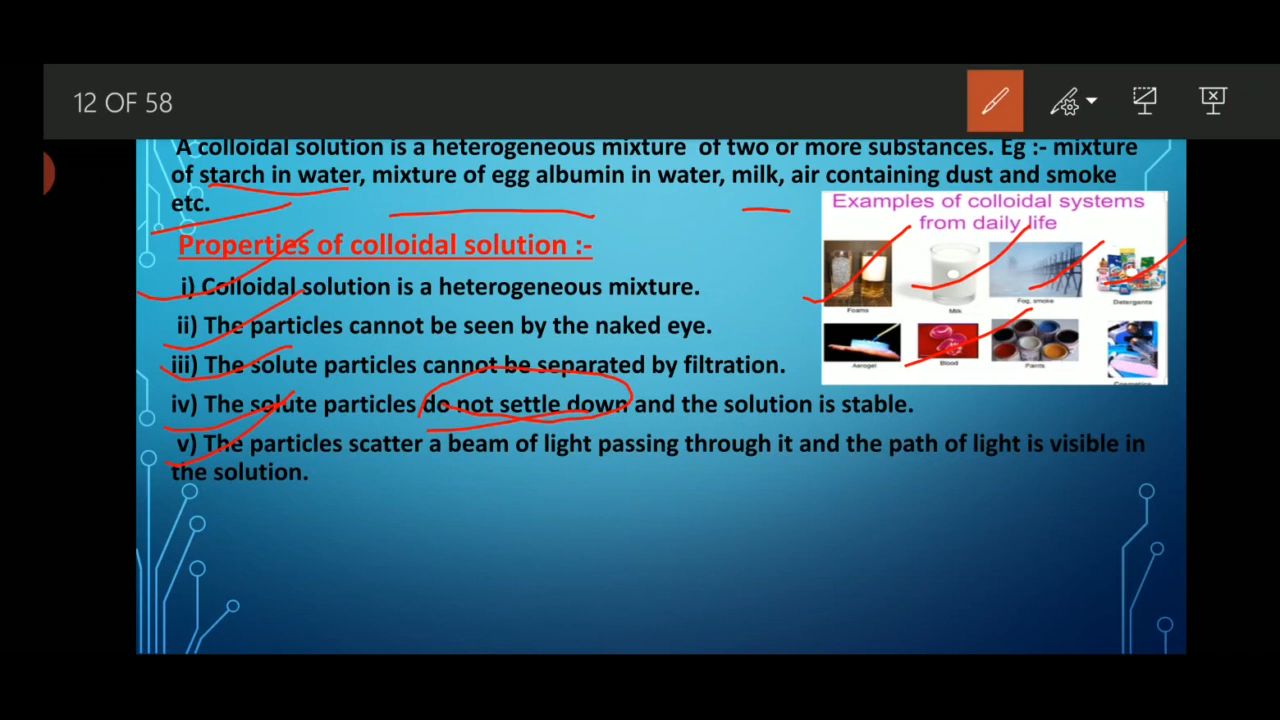 12 OF 58
A colloidal solution is a heterogeneous mixture of two or more substances. Eg :- mixture
of starch in water, mixture of egg albumin in water, milk, air containing dust and smoke
etc.
Examples of colloidal systems
from daily life
Foams
Milk
Fog, smoke
Detergents
Aerogel
Blood
Paints
Cosmetics
Properties of colloidal solution :-
i) Colloidal solution is a heterogeneous mixture.
ii) The particles cannot be seen by the naked eye.
iii) The solute particles cannot be separated by filtration.
iv) The solute particles do not settle down and the solution is stable.
v) The particles scatter a beam of light passing through it and the path of light is visible in
the solution.